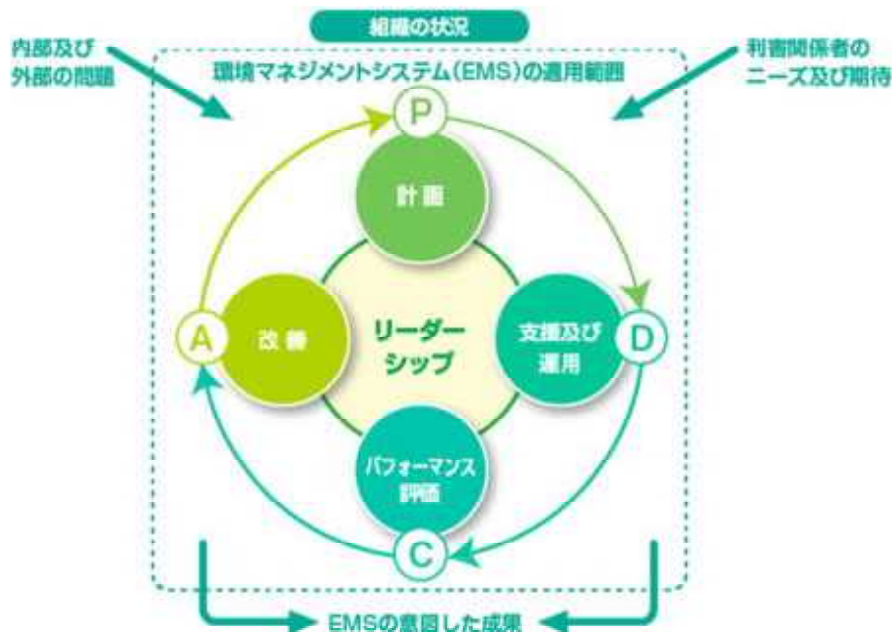 組織の状況
内部及び
外部の問題
利害関係者の
ニーズ及び期待
環境マネジメントシステム(EMS)の適用範囲
P
計画
A
改善
リーダー
シップ
支援及び
運用
D
パフォーマンス
評価
C
EMSの意図した成果